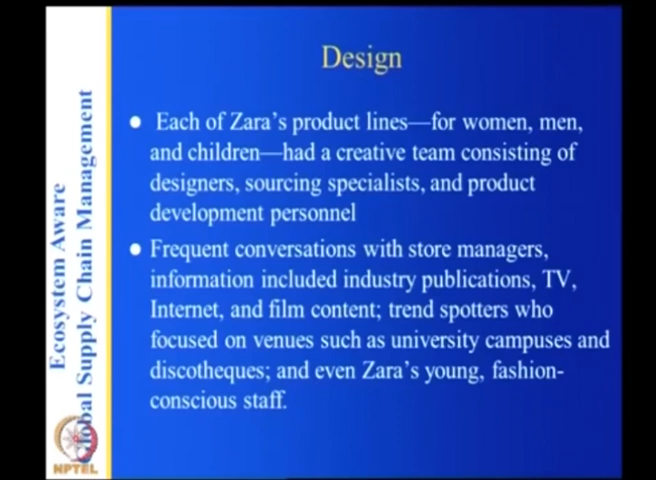 Design
Each of Zara's product lines—for women, men,
and children—had a creative team consisting of
designers, sourcing specialists, and product
development personnel
Frequent conversations with store managers,
information included industry publications, TV,
Internet, and film content; trend spotters who
focused on venues such as university campuses and
discotheques; and even Zara's young, fashion-
conscious staff.
Ecosystem Aware
Global Supply Chain Management
NPTEL